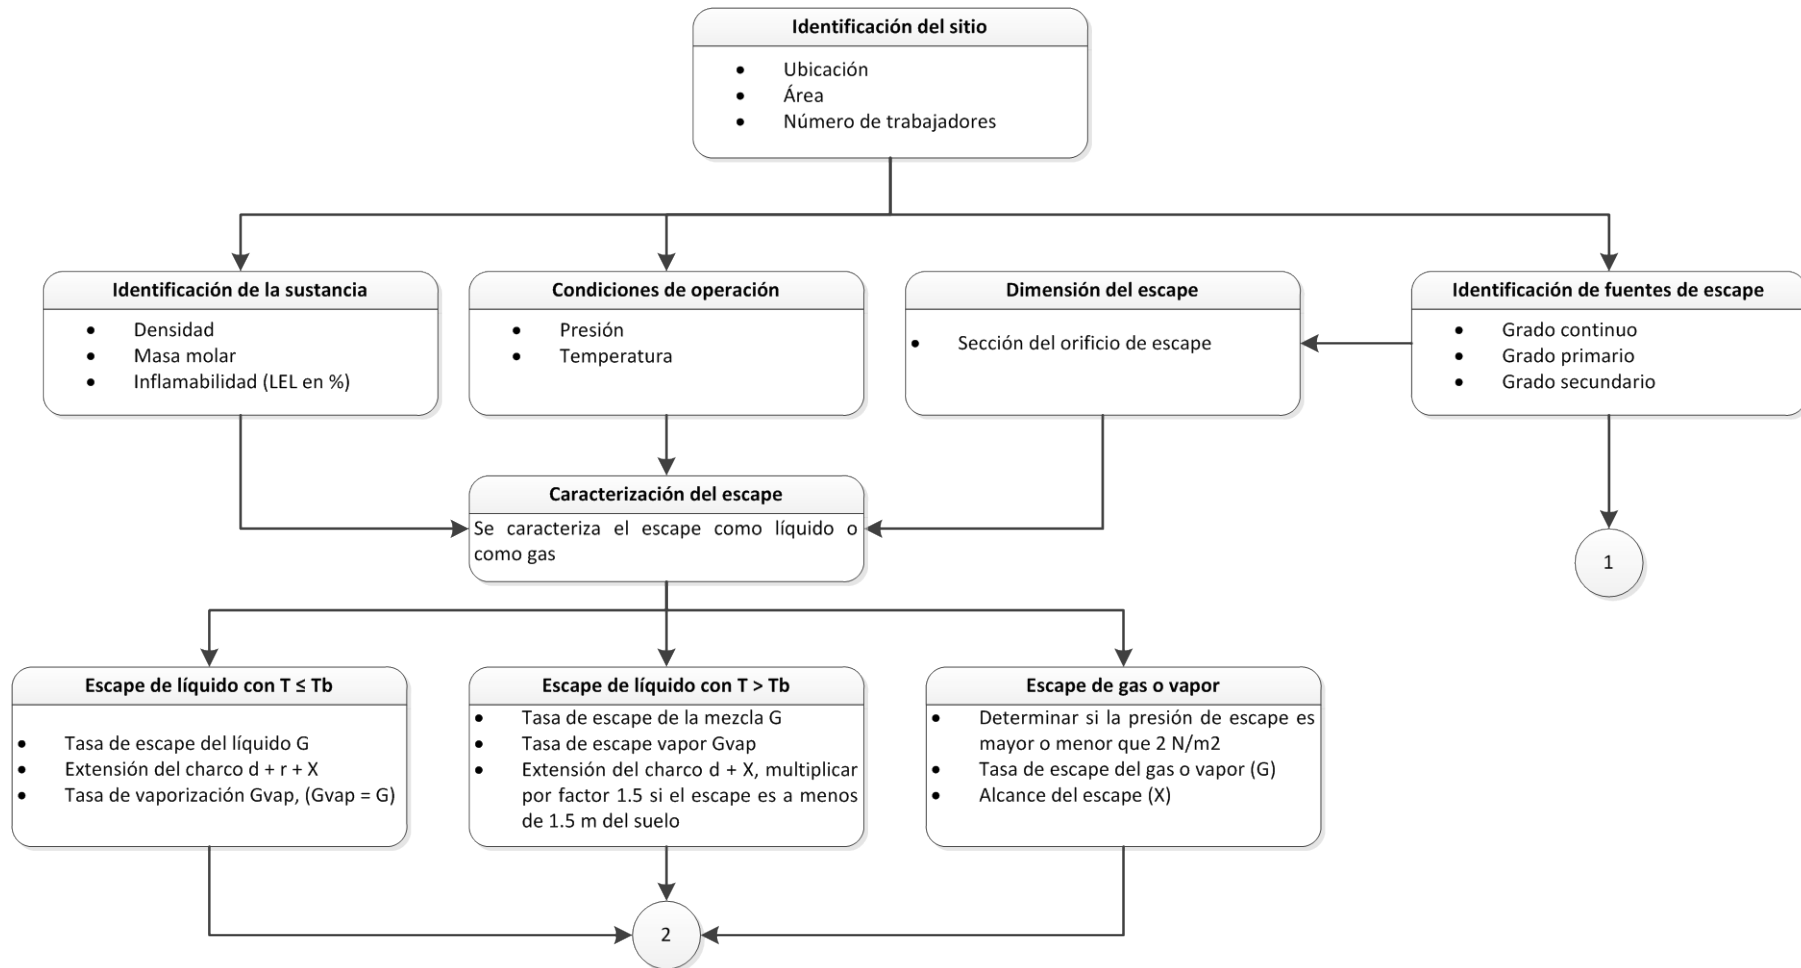 Identificación del sitio
• Ubicación
• Área
• Número de trabajadores
Identificación de la sustancia
• Densidad
• Masa molar
• Inflamabilidad (LEL en %)
Condiciones de operación
• Presión
• Temperatura
Dimensión del escape
• Sección del orificio de escape
Identificación de fuentes de escape
• Grado continuo
• Grado primario
• Grado secundario
Caracterización del escape
Se caracteriza el escape como líquido o
como gas
1
Escape de líquido con T ≤ Tb
• Tasa de escape del líquido G
• Extensión del charco d + r + X
• Tasa de vaporización Gvap, (Gvap = G)
Escape de líquido con T > Tb
• Tasa de escape de la mezcla G
• Tasa de escape vapor Gvap
• Extensión del charco d + X, multiplicar
por factor 1.5 si el escape es a menos
de 1.5 m del suelo
Escape de gas o vapor
• Determinar si la presión de escape es
mayor o menor que 2 N/m2
• Tasa de escape del gas o vapor (G)
• Alcance del escape (X)
2